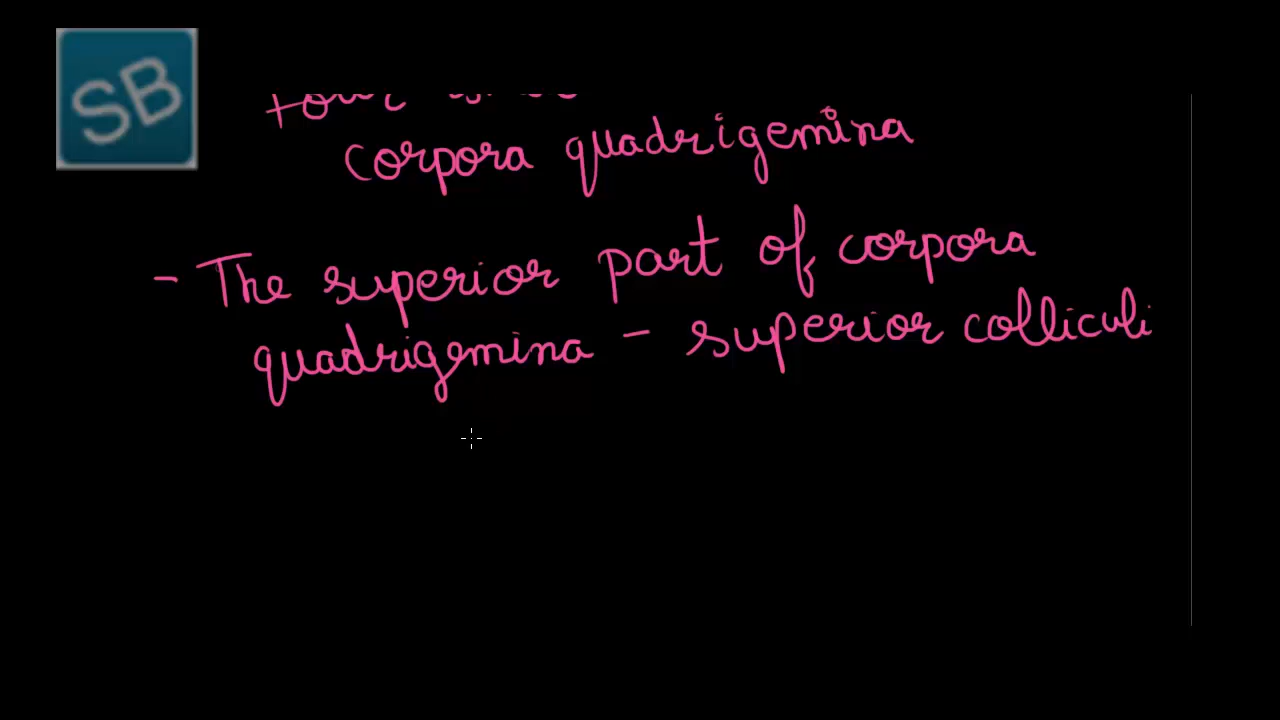 SB
corpora quadrigemina
- The superior part of corpora
quadrigemina - superior colliculi